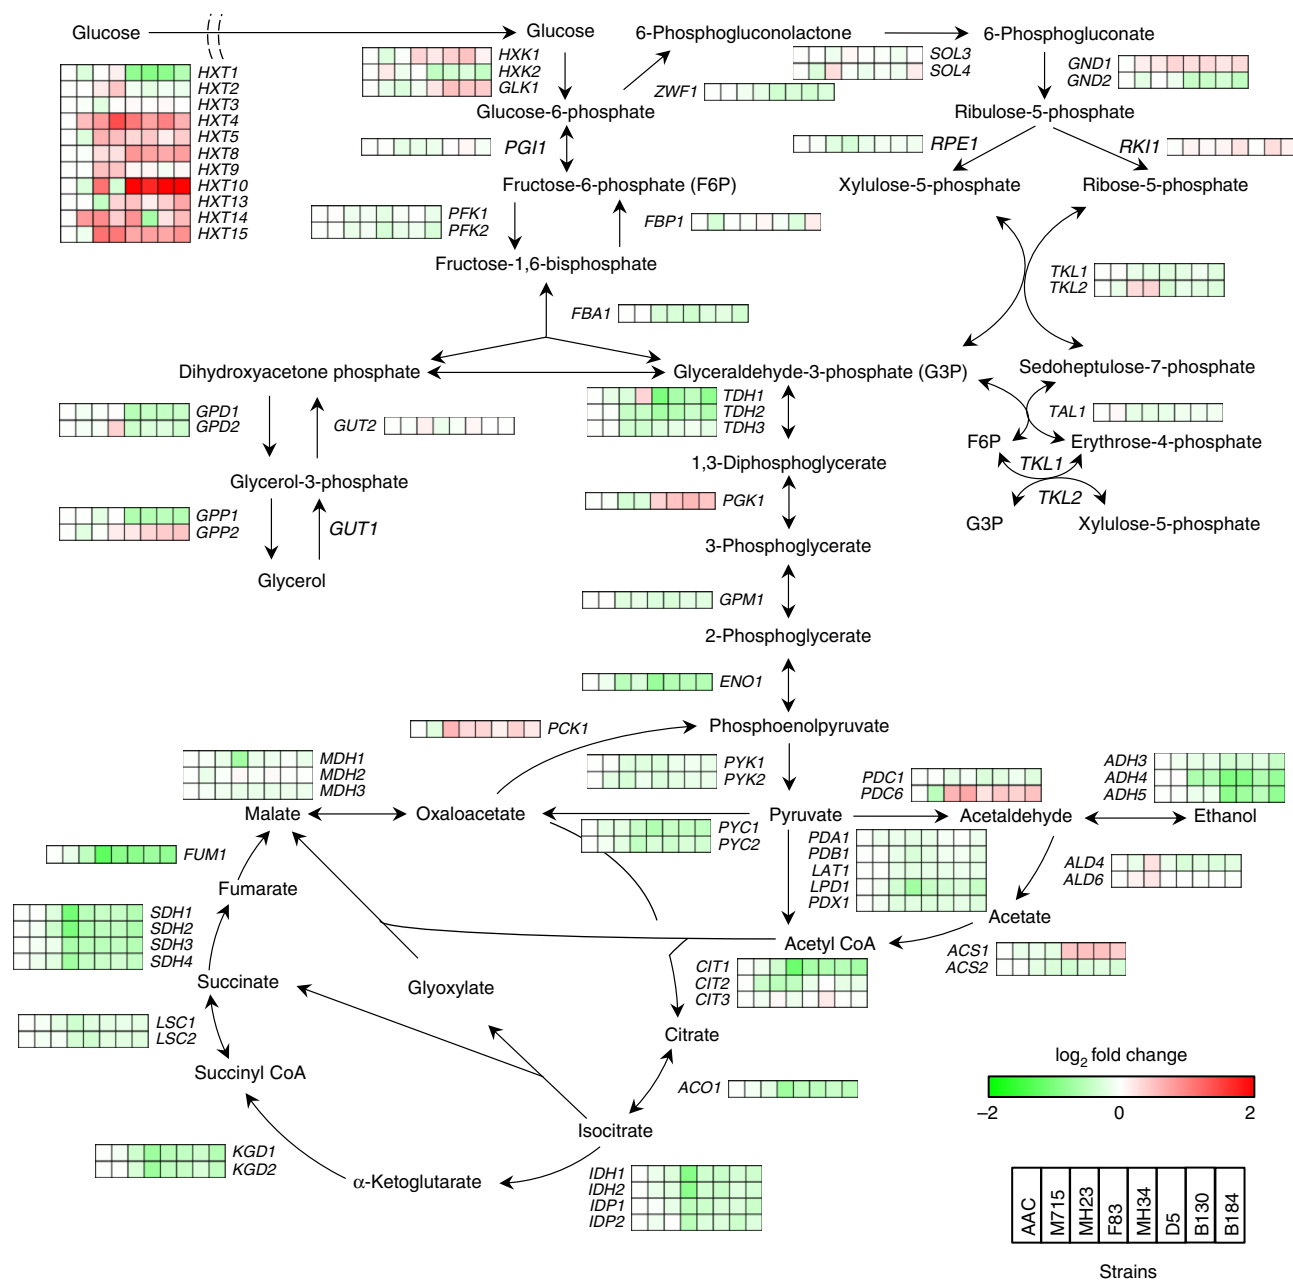 Glucose
Glucose
6-Phosphogluconolactone
6-Phosphogluconate
HXT1
HXT2
HXT3
HXT4
HXT5
HXT8
HXT9
HXT10
HXT13
HXT14
HXT15
HXK1
HXK2
GLK1
SOL3
SOL4
GND1
GND2
ZWF1
Glucose-6-phosphate
Ribulose-5-phosphate
PGI1
RPE1
RKI1
Fructose-6-phosphate (F6P)
Xylulose-5-phosphate
Ribose-5-phosphate
PFK1
PFK2
FBP1
Fructose-1,6-bisphosphate
TKL1
TKL2
FBA1
Dihydroxyacetone phosphate
Glyceraldehyde-3-phosphate (G3P)
Sedoheptulose-7-phosphate
GPD1
GPD2
GUT2
TDH1
TDH2
TDH3
TAL1
F6P
Erythrose-4-phosphate
1,3-Diphosphoglycerate
TKL1
TKL2
Glycerol-3-phosphate
PGK1
GPP1
GPP2
GUT1
G3P
Xylulose-5-phosphate
3-Phosphoglycerate
Glycerol
GPM1
2-Phosphoglycerate
ENO1
PCK1
Phosphoenolpyruvate
MDH1
MDH2
MDH3
PYK1
PYK2
PDC1
PDC6
ADH3
ADH4
ADH5
Malate
Oxaloacetate
Pyruvate
Acetaldehyde
Ethanol
PYC1
PYC2
PDA1
PDB1
LAT1
LPD1
PDX1
FUM1
ALD4
ALD6
Fumarate
SDH1
SDH2
SDH3
SDH4
Acetate
Acetyl CoA
ACS1
ACS2
CIT1
CIT2
CIT3
Succinate
Glyoxylate
LSC1
LSC2
Citrate
Succinyl CoA
ACO1
log2 fold change
–2
0
2
Isocitrate
KGD1
KGD2
α-Ketoglutarate
IDH1
IDH2
IDP1
IDP2
AAC
M715
MH23
F83
MH34
D5
B130
B184
Strains